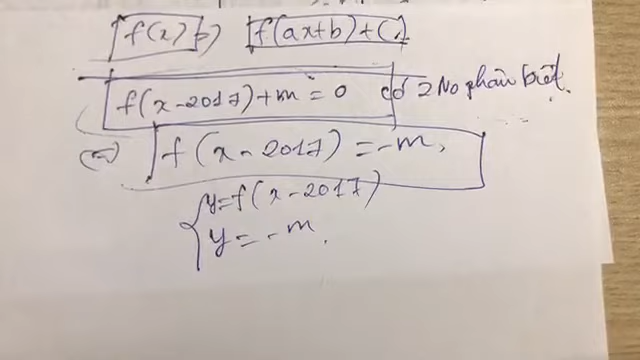 f(x) => f(ax+b)+c
f(x-2017)+m=0 có 2 No phân biệt.
f(x-2017)=-m,
y=f(x-2017)
y=-m.